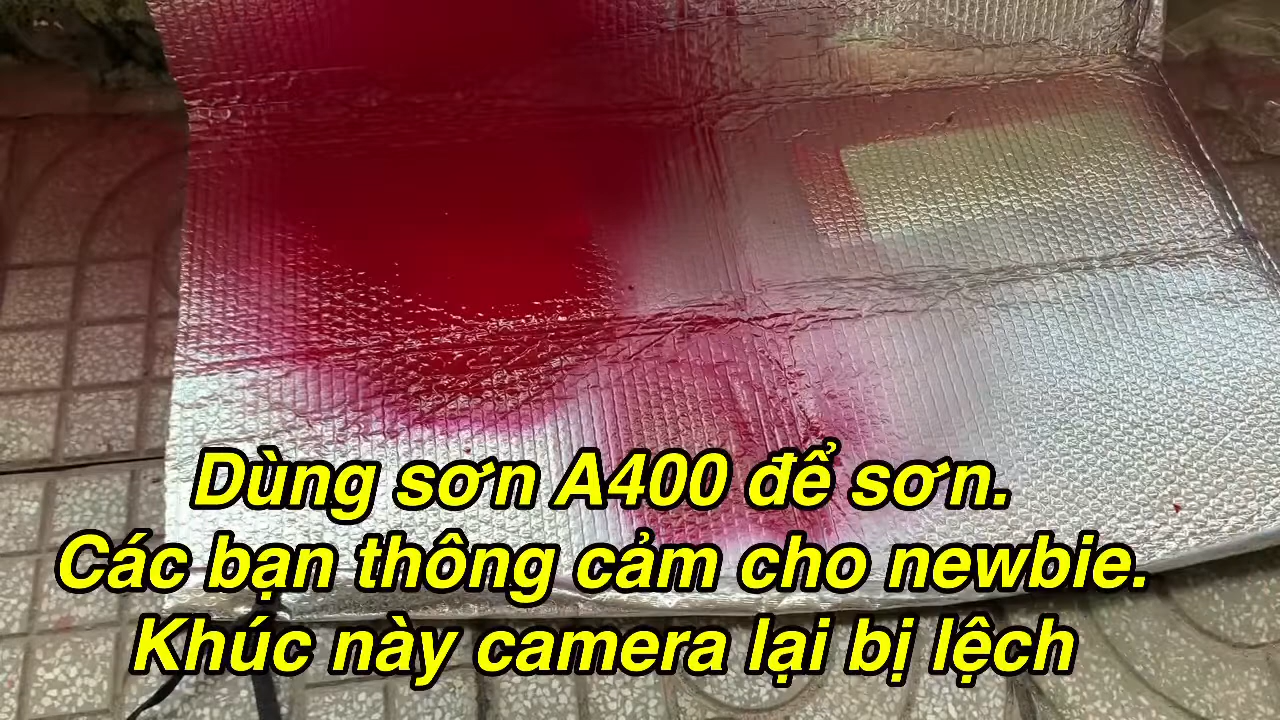 Dùng sơn A400 để sơn.
Các bạn thông cảm cho newbie.
Khúc này camera lại bị lệch